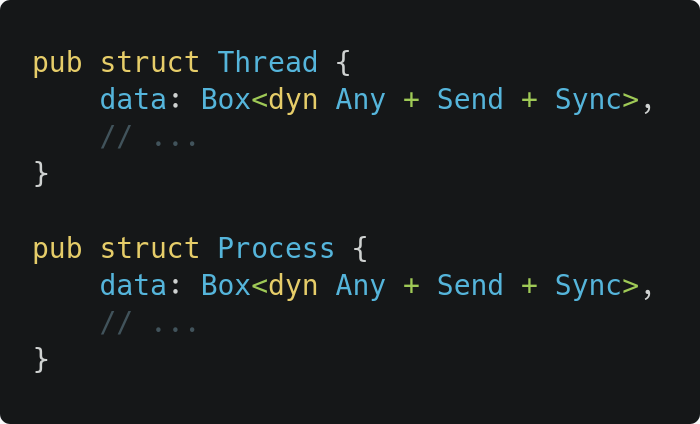 pub struct Thread {
    data: Box<dyn Any + Send + Sync>,
    // ...
}
pub struct Process {
    data: Box<dyn Any + Send + Sync>,
    // ...
}